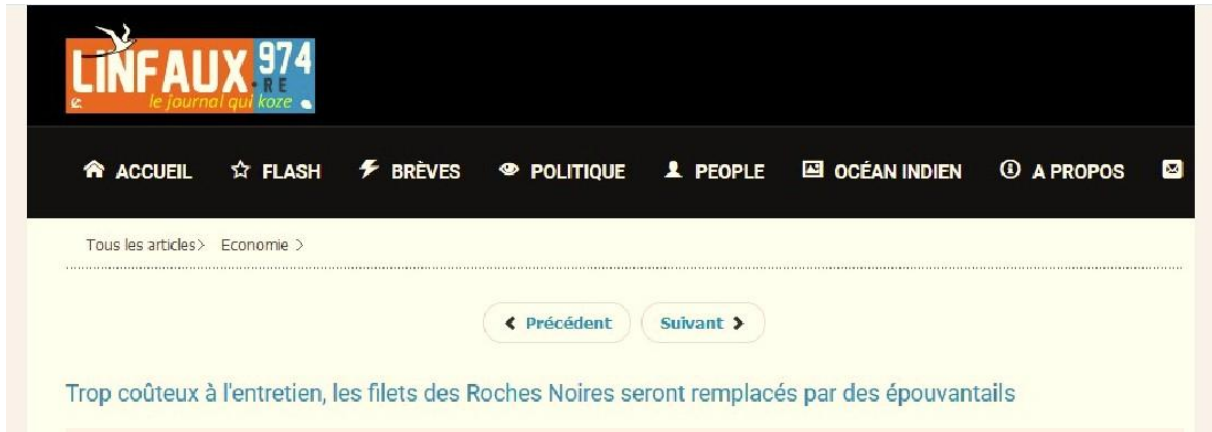 LINFAUX 974
.RE
le journal qui koze
ACCUEIL FLASH BRÈVES POLITIQUE PEOPLE OCÉAN INDIEN A PROPOS
Tous les articles> Economie >
Précédent Suivant
Trop coûteux à l'entretien, les filets des Roches Noires seront remplacés par des épouvantails